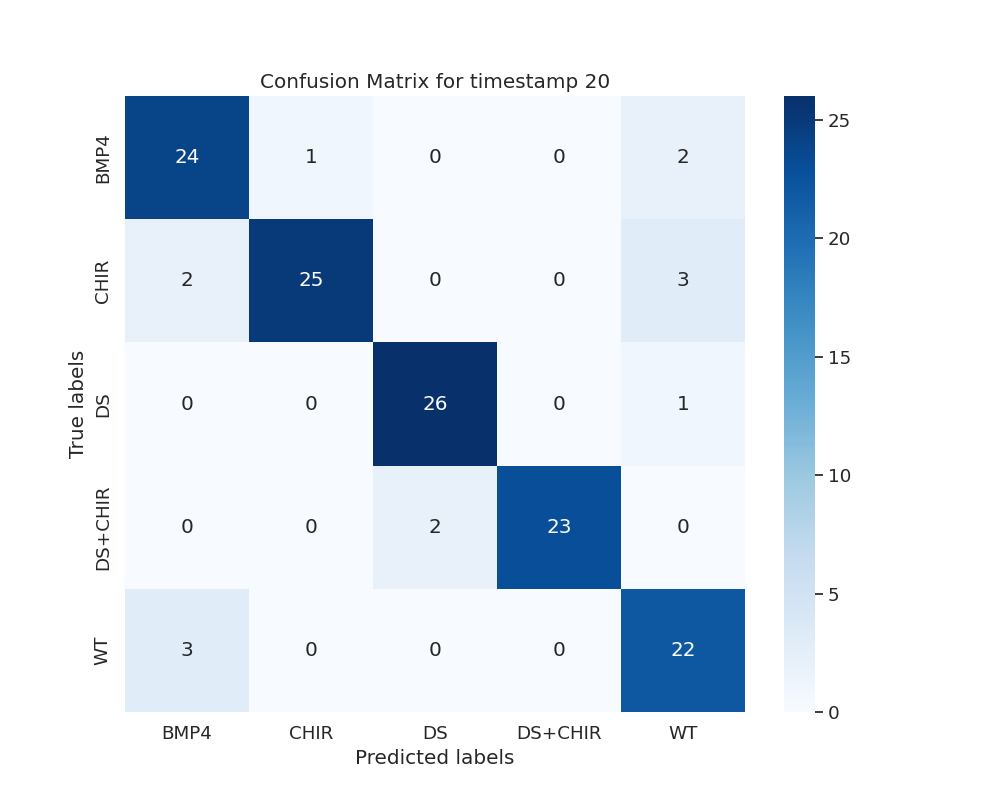 Confusion Matrix for timestamp 20
True labels
BMP4 24 1 0 0 2
CHIR 2 25 0 0 3
DS 0 0 26 0 1
DS+CHIR 0 0 2 23 0
WT 3 0 0 0 22
BMP4 CHIR DS DS+CHIR WT
Predicted labels
25
20
15
10
5
0